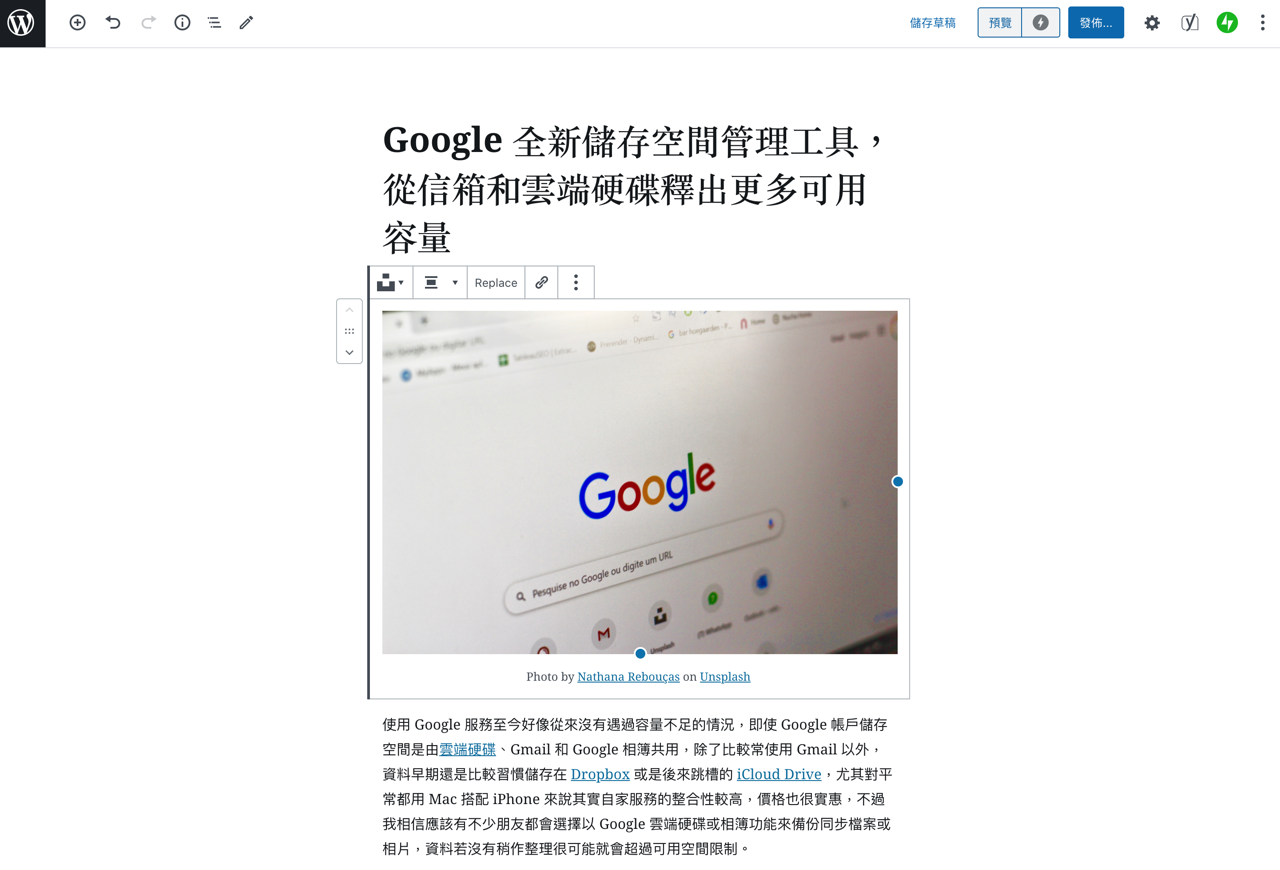 儲存草稿
預覽
發佈...
Google 全新儲存空間管理工具，
從信箱和雲端硬碟釋出更多可用
容量
Replace
Google
Pesquise no Google ou digite um URL
Unsplash
WhatsApp
Photo by Nathana Rebouças on Unsplash
使用 Google 服務至今好像從來沒有遇過容量不足的情況，即使 Google 帳戶儲存
空間是由雲端硬碟、Gmail 和 Google 相簿共用，除了比較常使用 Gmail 以外，
資料早期還是比較習慣儲存在 Dropbox 或是後來跳槽的 iCloud Drive，尤其對平
常都用 Mac 搭配 iPhone 來說其實自家服務的整合性較高，價格也很實惠，不過
我相信應該有不少朋友都會選擇以 Google 雲端硬碟或相簿功能來備份同步檔案或
相片，資料若沒有稍作整理很可能就會超過可用空間限制。